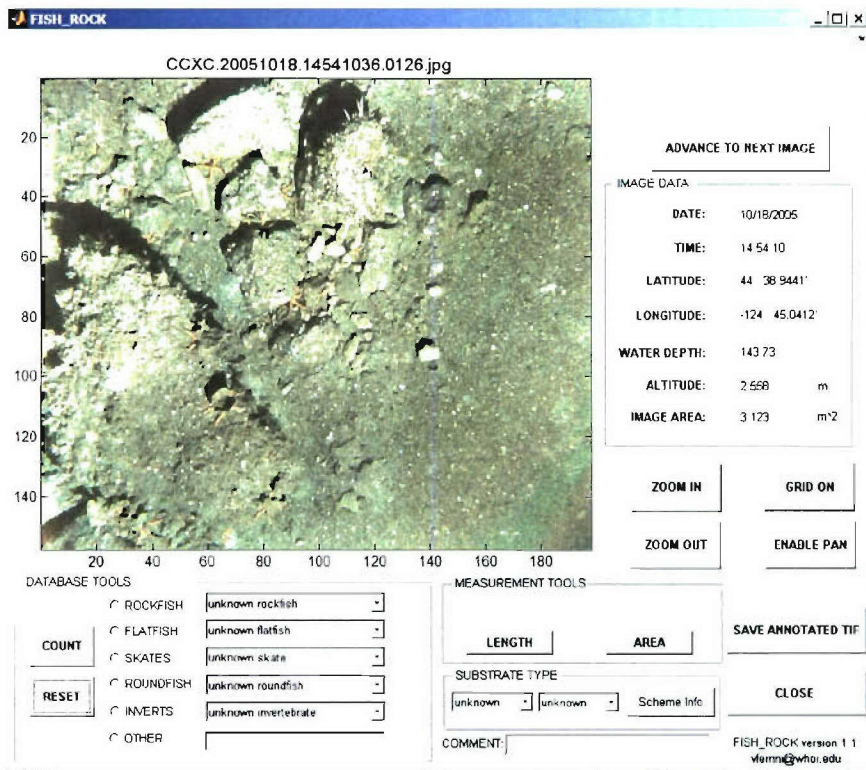 FISH_ROCK
CCXC.20051018.14541036.0126.jpg
20
40
60
80
100
120
140
20 40 60 80 100 120 140 160 180
ADVANCE TO NEXT IMAGE
IMAGE DATA
DATE: 10/18/2005
TIME: 14 54 10
LATITUDE: 44 38 9441'
LONGITUDE: -124 45.0412'
WATER DEPTH: 143 73
ALTITUDE: 2.558 m
IMAGE AREA: 3 123 m^2
ZOOM IN
GRID ON
ZOOM OUT
ENABLE PAN
DATABASE TOOLS
COUNT
RESET
ROCKFISH unknown rockfish
FLATFISH unknown flatfish
SKATES unknown skate
ROUNDFISH unknown roundfish
INVERTS unknown invertebrate
OTHER
MEASUREMENT TOOLS
LENGTH
AREA
SUBSTRATE TYPE
unknown unknown Scheme Info
COMMENT:
SAVE ANNOTATED TIF
CLOSE
FISH_ROCK version 1 1